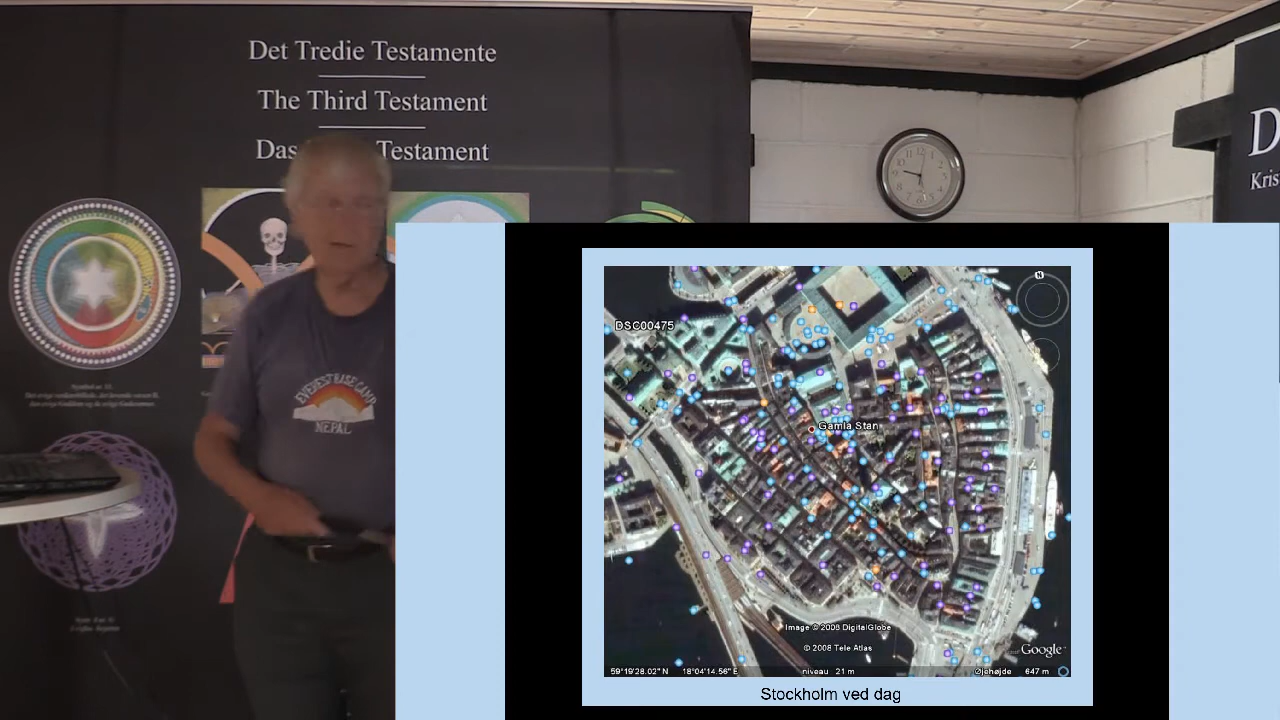 Det Tredie Testamente
The Third Testament
Das Testament
D
Kris
EVEREST BASE CAMP
NEPAL
N
DSC00475
Gamla Stan
Image © 2008 DigitalGlobe
© 2008 Tele Atlas
Google
59°19'28.02" N 18°04'14.56" E niveau 21 m Øjehøjde 647 m
Stockholm ved dag